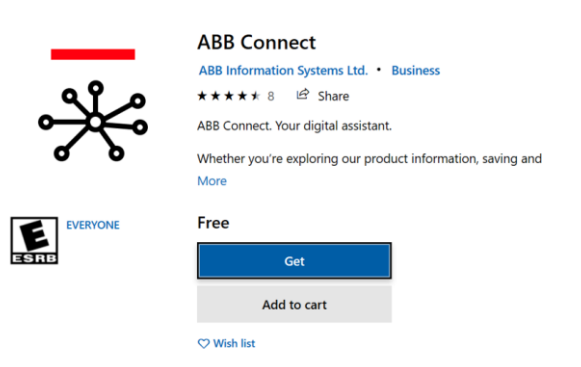 ABB Connect
ABB Information Systems Ltd. • Business
★★★★★ 8 Share
ABB Connect. Your digital assistant.
Whether you're exploring our product information, saving and
More
E
ESRB
EVERYONE
Free
Get
Add to cart
Wish list